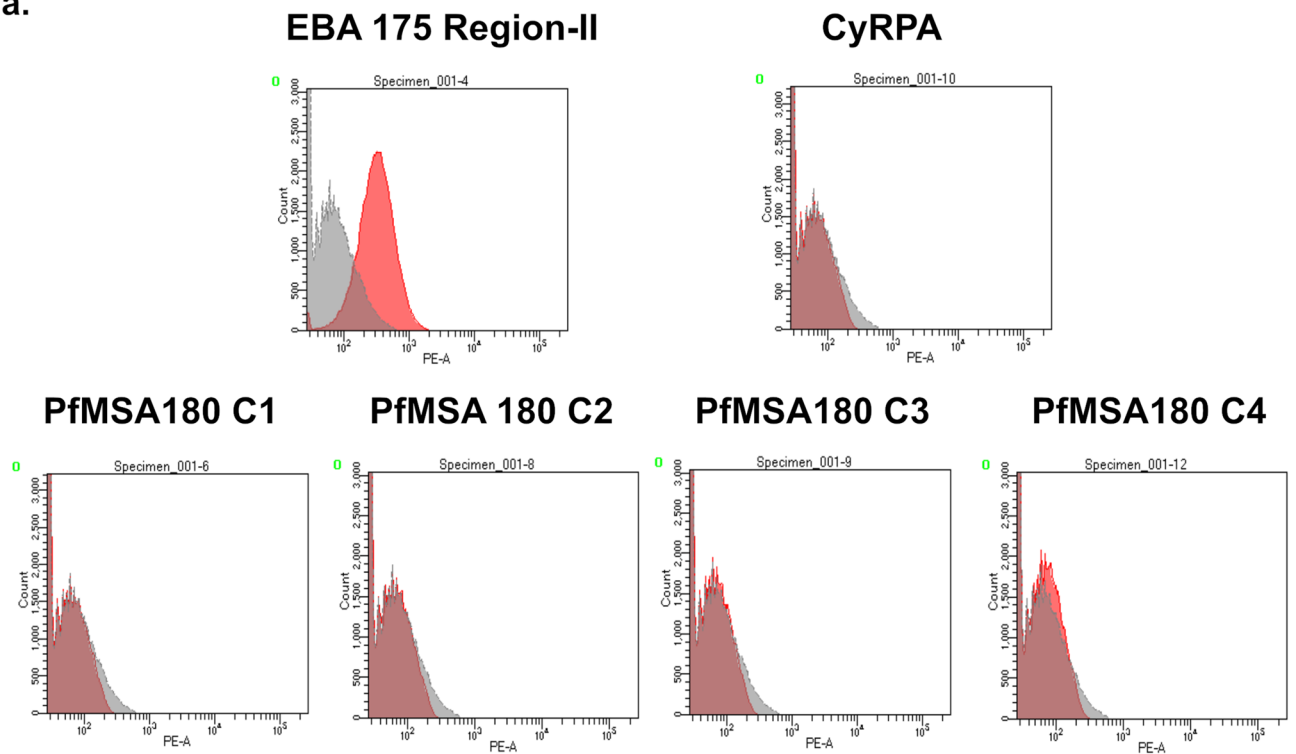 a.
EBA 175 Region-II
CyRPA
0
Specimen_001-4
Count
3,000
2,500
2,000
1,500
1,000
500
0
10²
10³
10⁴
10⁵
PE-A
0
Specimen_001-10
Count
3,000
2,500
2,000
1,500
1,000
500
0
10²
10³
10⁴
10⁵
PE-A
PfMSA180 C1
PfMSA 180 C2
PfMSA180 C3
PfMSA180 C4
0
Specimen_001-6
Count
3,000
2,500
2,000
1,500
1,000
500
0
10²
10³
10⁴
10⁵
PE-A
0
Specimen_001-8
Count
3,000
2,500
2,000
1,500
1,000
500
0
10²
10³
10⁴
10⁵
PE-A
0
Specimen_001-9
Count
3,000
2,500
2,000
1,500
1,000
500
0
10²
10³
10⁴
10⁵
PE-A
0
Specimen_001-12
Count
3,000
2,500
2,000
1,500
1,000
500
0
10²
10³
10⁴
10⁵
PE-A